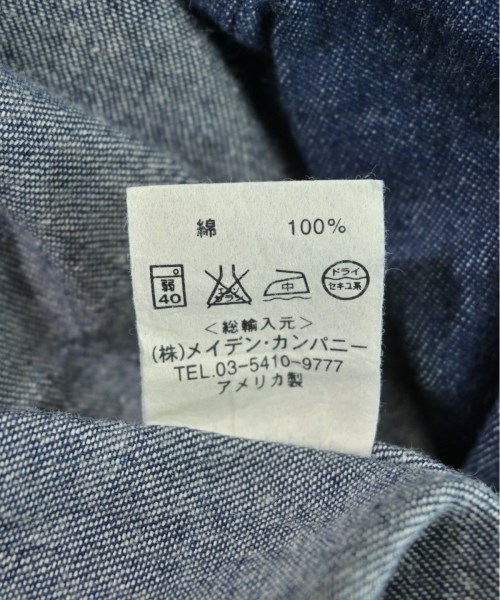 綿 100%
弱 40 エンソ サラシ 中 ドライ セキユ系
<総輸入元>
(株)メイデン・カンパニー
TEL.03-5410-9777
アメリカ製